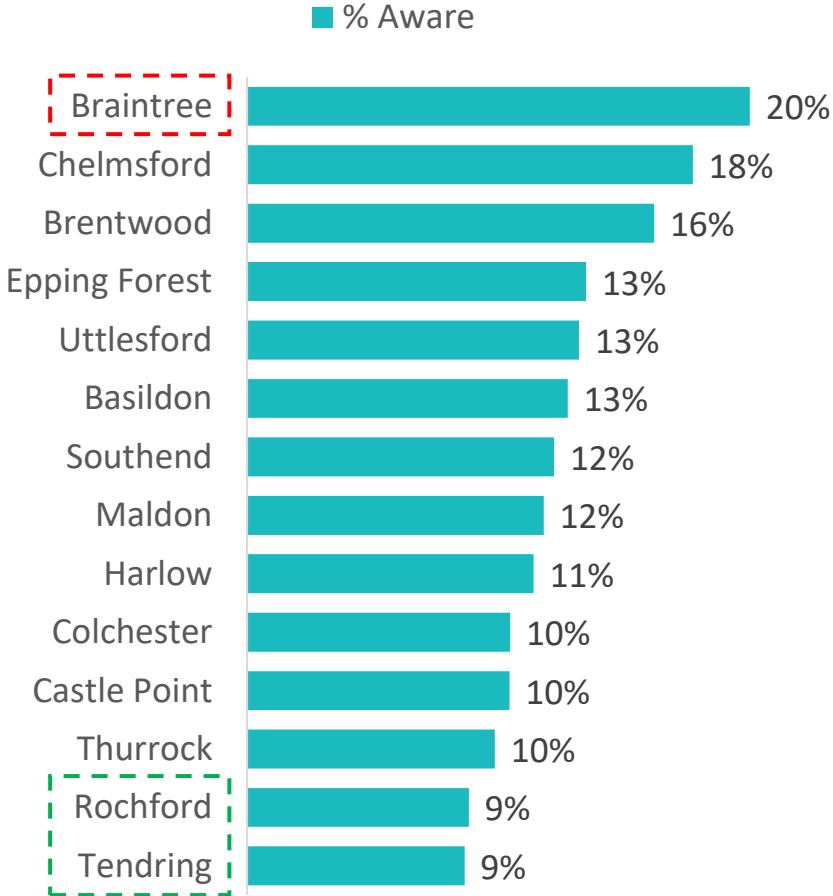 % Aware
Braintree 20%
Chelmsford 18%
Brentwood 16%
Epping Forest 13%
Uttlesford 13%
Basildon 13%
Southend 12%
Maldon 12%
Harlow 11%
Colchester 10%
Castle Point 10%
Thurrock 10%
Rochford 9%
Tendring 9%